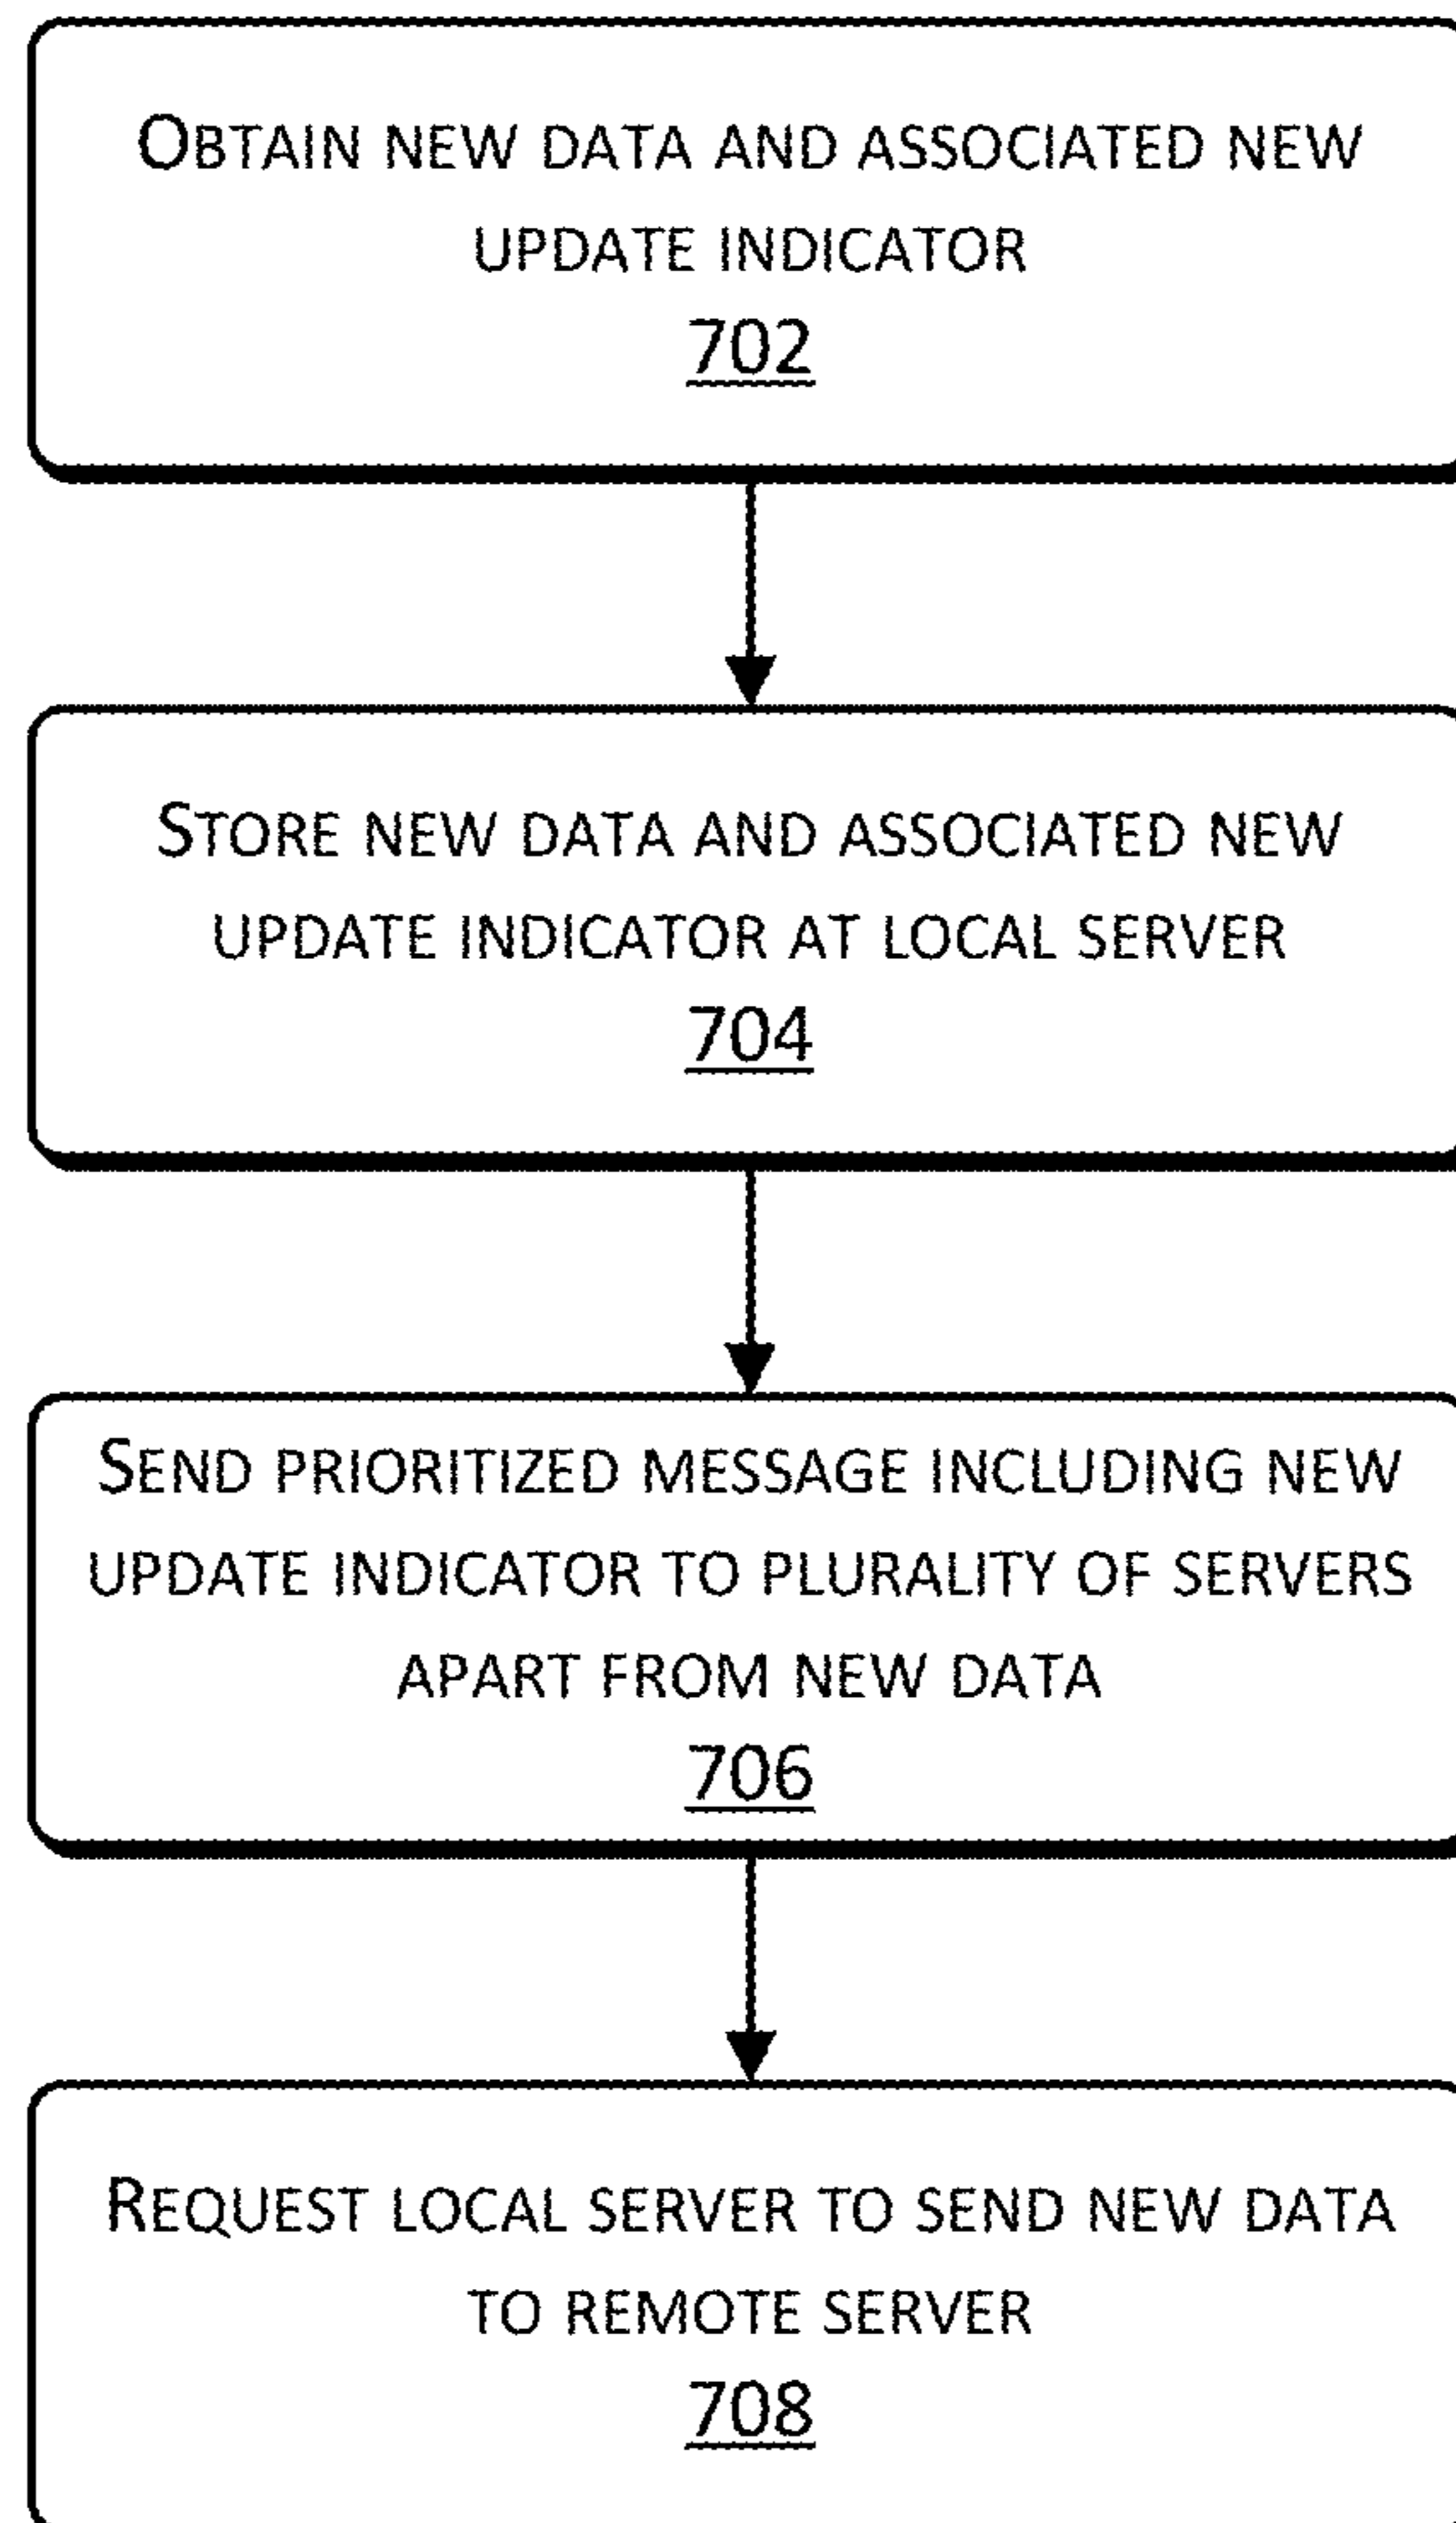 OBTAIN NEW DATA AND ASSOCIATED NEW
UPDATE INDICATOR
702
STORE NEW DATA AND ASSOCIATED NEW
UPDATE INDICATOR AT LOCAL SERVER
704
SEND PRIORITIZED MESSAGE INCLUDING NEW
UPDATE INDICATOR TO PLURALITY OF SERVERS
APART FROM NEW DATA
706
REQUEST LOCAL SERVER TO SEND NEW DATA
TO REMOTE SERVER
708